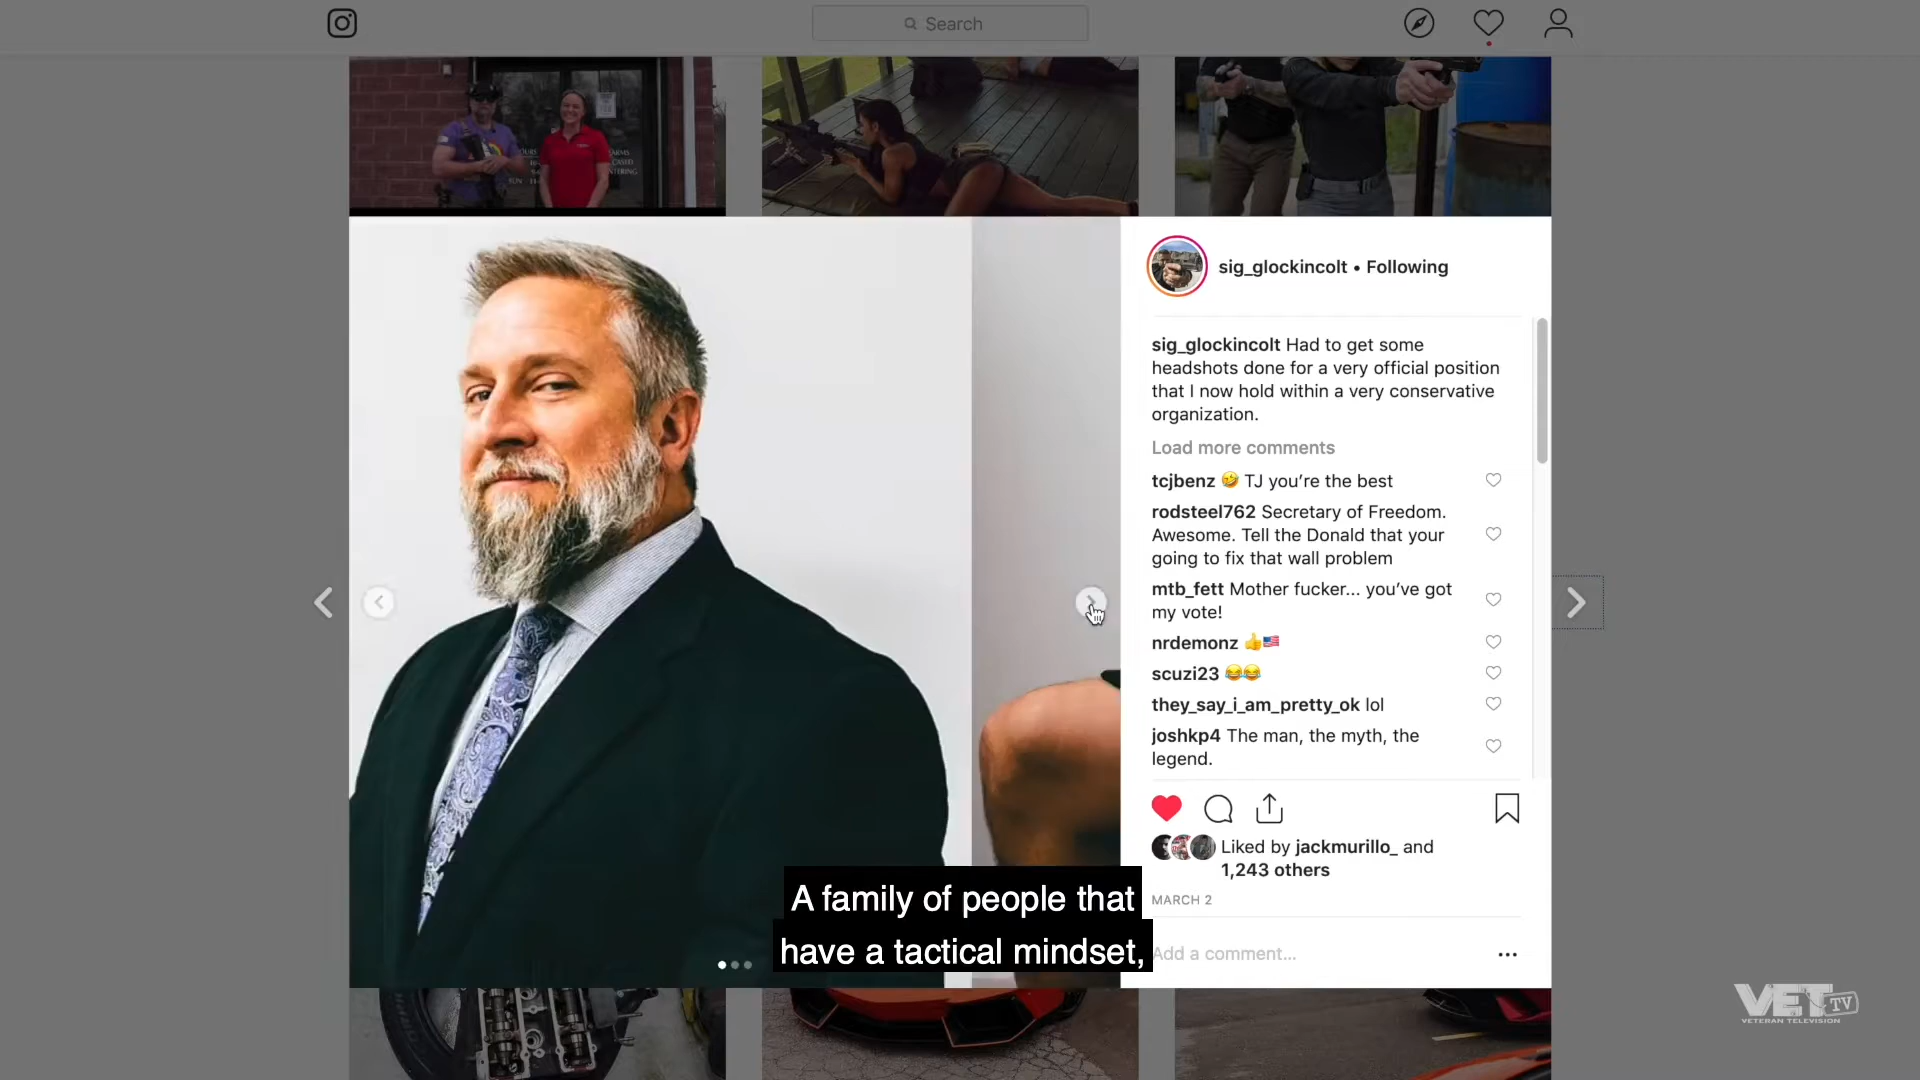 Search
sig_glockincolt • Following
sig_glockincolt Had to get some
headshots done for a very official position
that I now hold within a very conservative
organization.
Load more comments
tcjbenz 🤣 TJ you're the best
rodsteel762 Secretary of Freedom.
Awesome. Tell the Donald that your
going to fix that wall problem
mtb_fett Mother fucker... you've got
my vote!
nrdemonz 👍🇺🇸
scuzi23 😂😂
they_say_i_am_pretty_ok lol
joshkp4 The man, the myth, the
legend.
Liked by jackmurillo_ and
1,243 others
MARCH 2
Add a comment...
A family of people that
have a tactical mindset,
VET TV
VETERAN TELEVISION